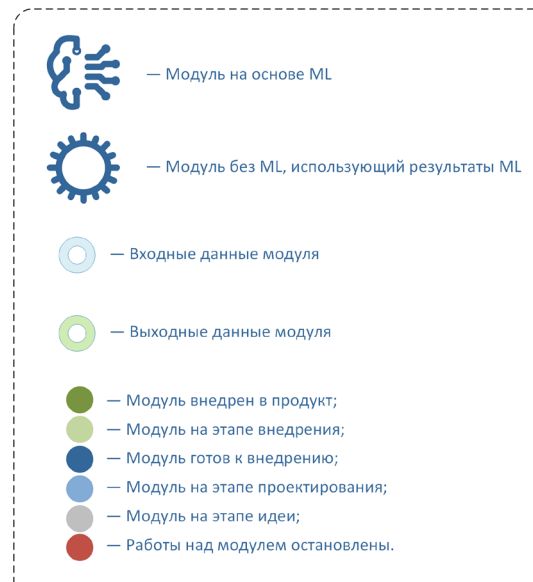 — Модуль на основе ML
— Модуль без ML, использующий результаты ML
— Входные данные модуля
— Выходные данные модуля
— Модуль внедрен в продукт;
— Модуль на этапе внедрения;
— Модуль готов к внедрению;
— Модуль на этапе проектирования;
— Модуль на этапе идеи;
— Работы над модулем остановлены.